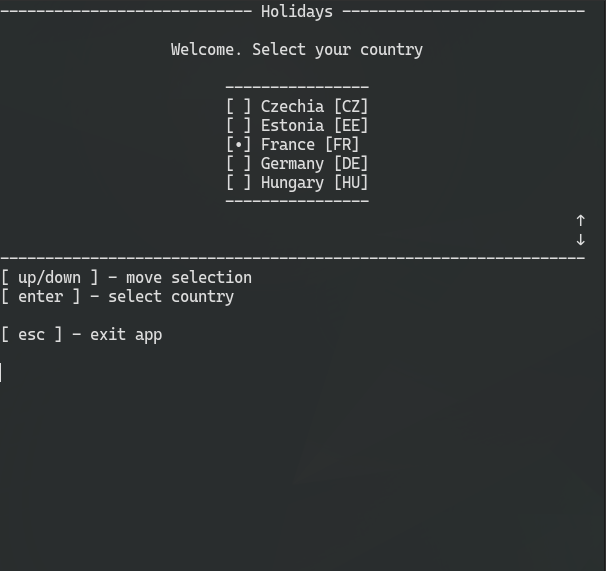 ---------------------------- Holidays ---------------------------
Welcome. Select your country
----------------
[ ] Czechia [CZ]
[ ] Estonia [EE]
[•] France [FR]
[ ] Germany [DE]
[ ] Hungary [HU]
----------------
↑
↓
-----------------------------------------------------------------
[ up/down ] - move selection
[ enter ] - select country
[ esc ] - exit app